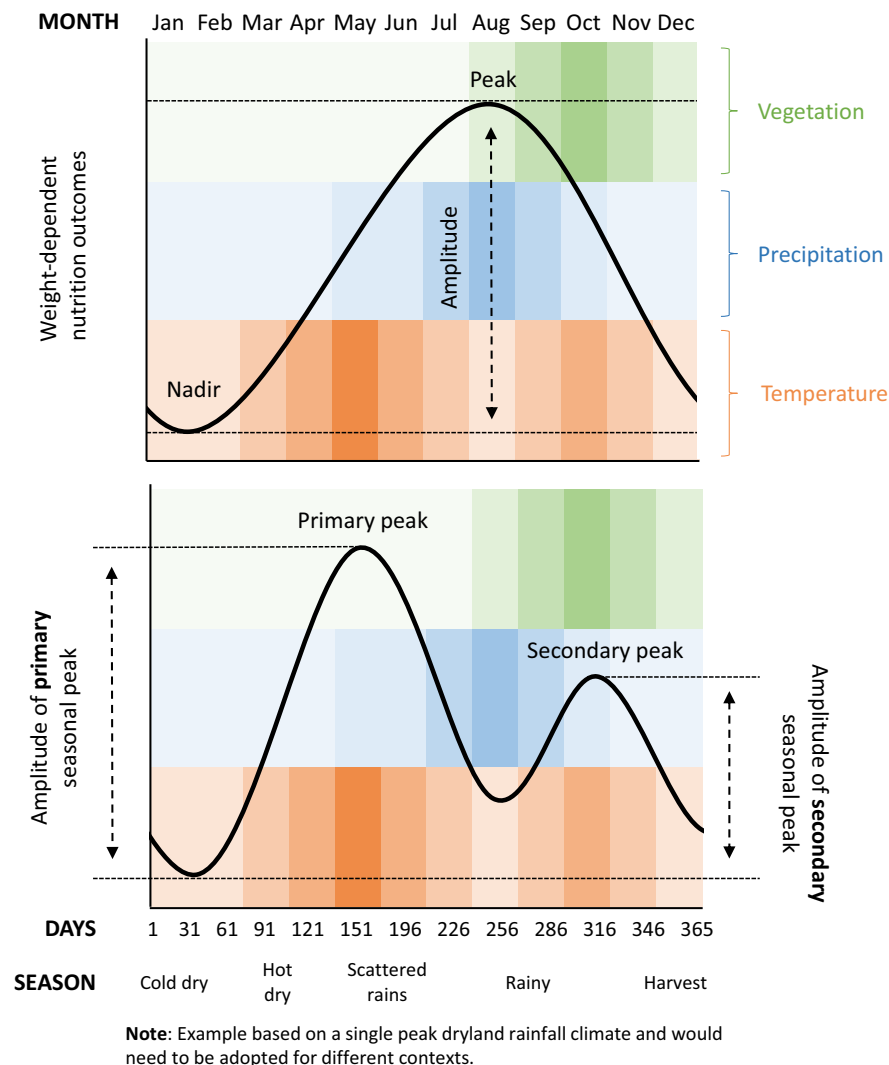 MONTH Jan Feb Mar Apr May Jun Jul Aug Sep Oct Nov Dec
Peak
Vegetation
Weight-dependent
nutrition outcomes
Amplitude
Precipitation
Nadir
Temperature
Primary peak
Amplitude of primary
seasonal peak
Secondary peak
Amplitude of secondary
seasonal peak
DAYS 1 31 61 91 121 151 196 226 256 286 316 346 365
SEASON Cold dry Hot Scattered Rainy Harvest
dry rains
Note: Example based on a single peak dryland rainfall climate and would
need to be adopted for different contexts.